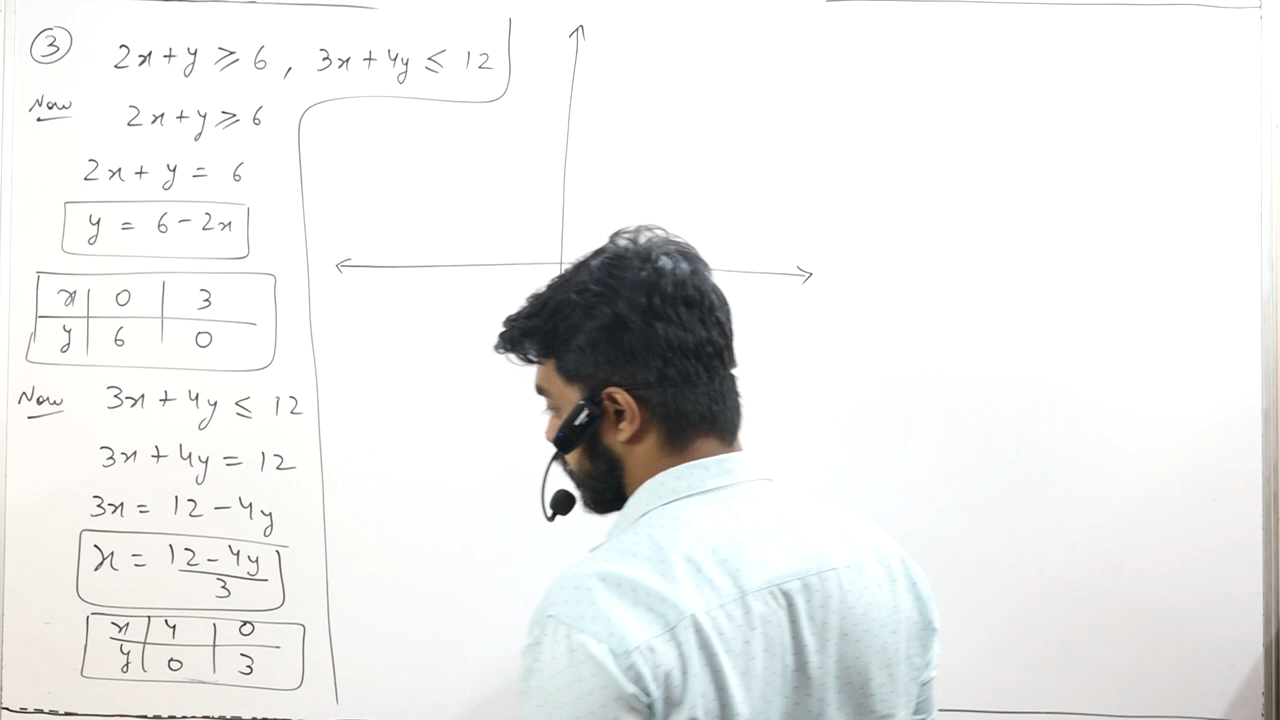 ③ 2x+y ⩾ 6, 3x+4y ⩽ 12
Now 2x+y ⩾ 6
2x+y = 6
y = 6-2x
x | 0 | 3
y | 6 | 0
Now 3x+4y ⩽ 12
3x+4y = 12
3x = 12-4y
x = 12-4y
3
x | 4 | 0
y | 0 | 3